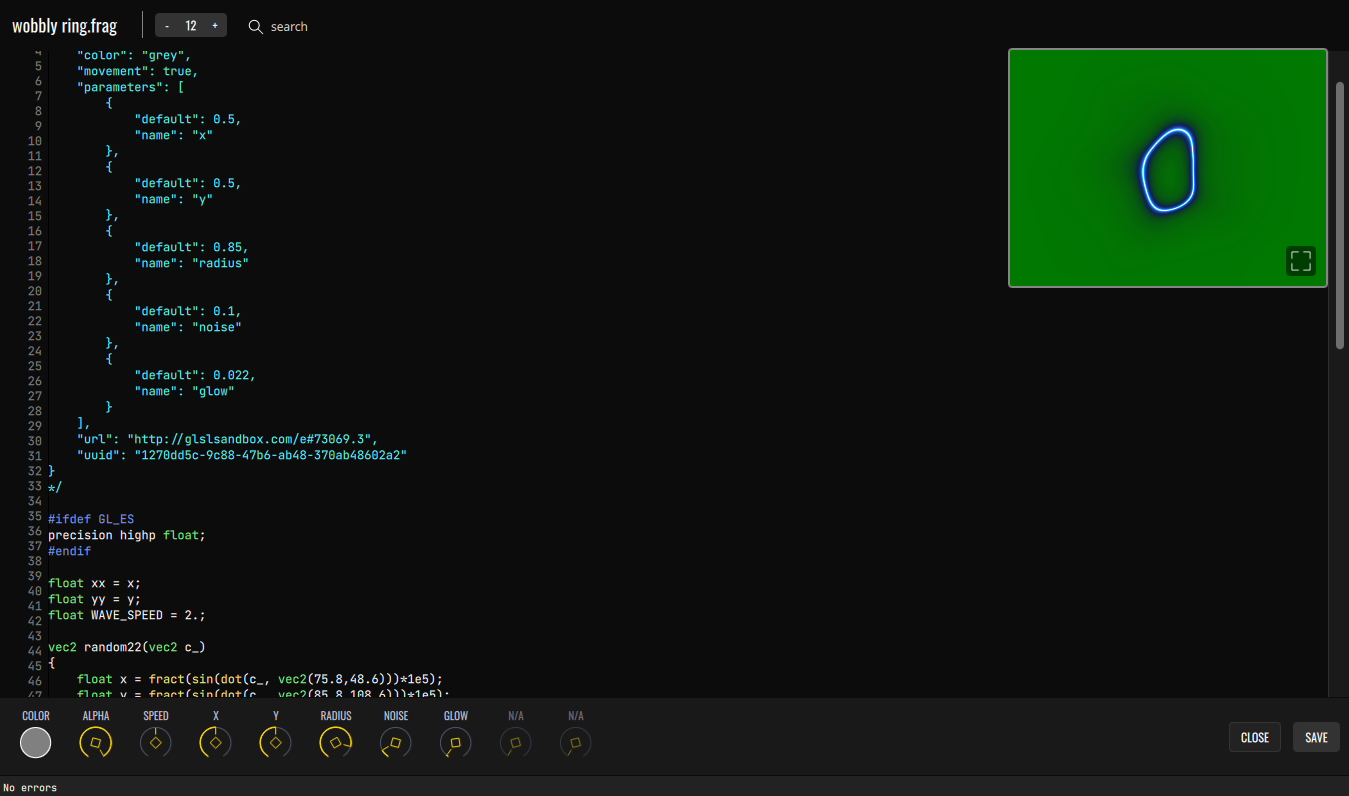 wobbly ring.frag
- 12 +
search
4 "color": "grey",
5 "movement": true,
6 "parameters": [
7 {
8 "default": 0.5,
9 "name": "x"
10 },
11 {
12 "default": 0.5,
13 "name": "y"
14 },
15 {
16 "default": 0.85,
17 "name": "radius"
18 },
19 {
20 "default": 0.1,
21 "name": "noise"
22 },
23 {
24 "default": 0.022,
25 "name": "glow"
26 }
27 ],
28 "url": "http://glslsandbox.com/e#73069.3",
29 "uuid": "1270dd5c-9c88-47b6-ab48-370ab48602a2"
30 }
31 */
32
33 #ifdef GL_ES
34 precision highp float;
35 #endif
36
37 float xx = x;
38 float yy = y;
39 float WAVE_SPEED = 2.;
40
41 vec2 random22(vec2 c_)
42 {
43 float x = fract(sin(dot(c_, vec2(75.8,48.6)))*1e5);
44 float y = fract(sin(dot(c_, vec2(85.8,108.6)))*1e5);
45
46
47
COLOR ALPHA SPEED X Y RADIUS NOISE GLOW N/A N/A
CLOSE SAVE
No errors